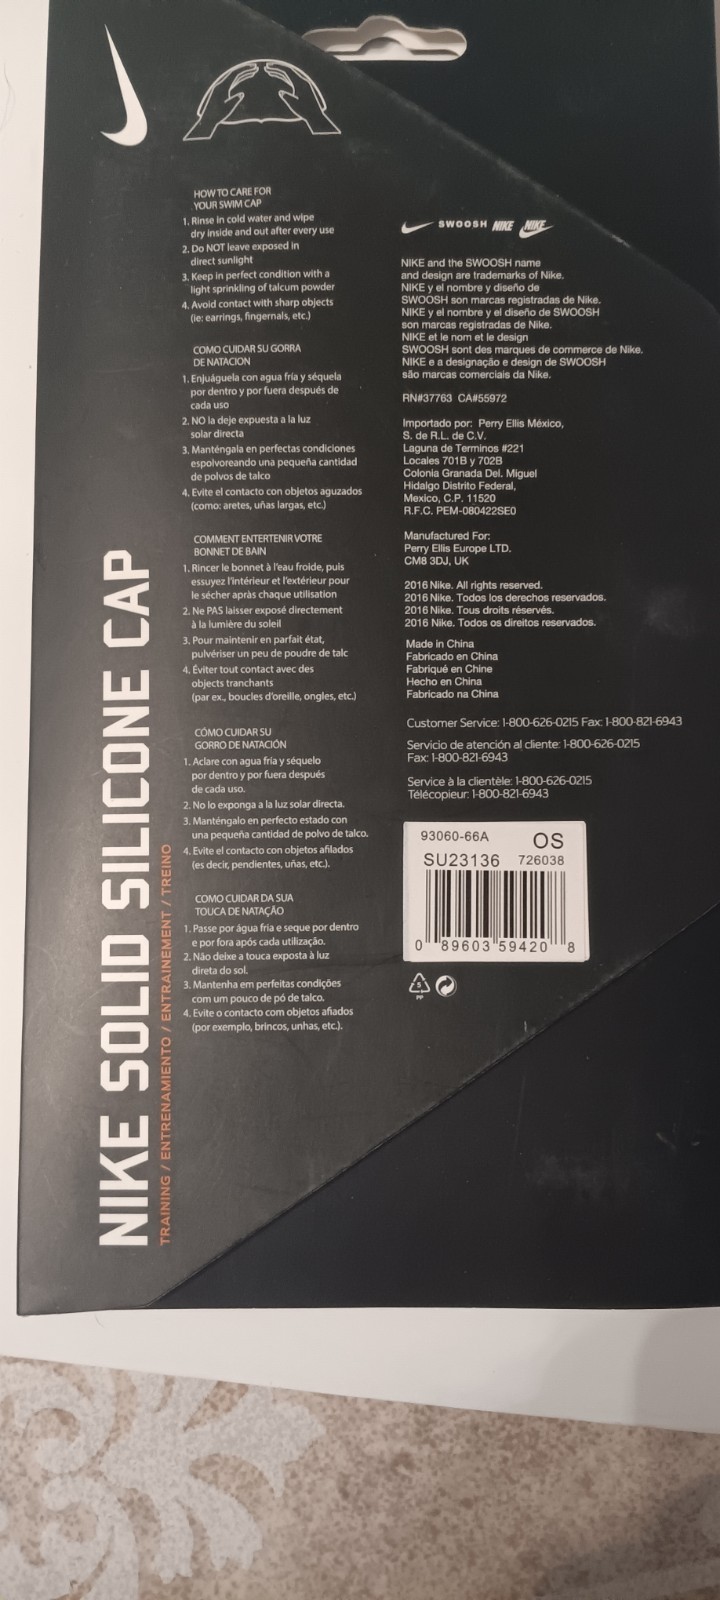 NIKE SOLID SILICONE CAP
TRAINING / ENTRENAMIENTO / ENTRAINEMENT / TREINO
HOW TO CARE FOR
YOUR SWIM CAP
1. Rinse in cold water and wipe
dry inside and out after every use
2. Do NOT leave exposed in
direct sunlight
3. Keep in perfect condition with a
light sprinkling of talcum powder
4. Avoid contact with sharp objects
(ie: earrings, fingernails, etc.)
COMO CUIDAR SU GORRA
DE NATACION
1. Enjuáguela con agua fría y séquela
por dentro y por fuera después de
cada uso
2. NO la deje expuesta a la luz
solar directa
3. Manténgala en perfectas condiciones
espolvoreando una pequeña cantidad
de polvos de talco
4. Evite el contacto con objetos aguzados
(como: aretes, uñas largas, etc.)
COMMENT ENTERTENIR VOTRE
BONNET DE BAIN
1. Rincer le bonnet à l'eau froide, puis
essuyez l'intérieur et l'extérieur pour
le sécher apràs chaque utilisation
2. Ne PAS laisser exposé directement
à la lumière du soleil
3. Pour maintenir en parfait état,
pulvériser un peu de poudre de talc
4. Éviter tout contact avec des
objects tranchants
(par ex., boucles d'oreille, ongles, etc.)
CÓMO CUIDAR SU
GORRO DE NATACIÓN
1. Aclare con agua fría y séquelo
por dentro y por fuera después
de cada uso.
2. No lo exponga a la luz solar directa.
3. Manténgalo en perfecto estado con
una pequeña cantidad de polvo de talco.
4. Evite el contacto con objetos afilados
(es decir, pendientes, uñas, etc.).
COMO CUIDAR DA SUA
TOUCA DE NATAÇÃO
1. Passe por água fria e seque por dentro
e por fora após cada utilização.
2. Não deixe a touca exposta à luz
direta do sol.
3. Mantenha em perfeitas condições
com um pouco de pó de talco.
4. Evite o contacto com objetos afiados
(por exemplo, brincos, unhas, etc.).
SWOOSH NIKE NIKE
NIKE and the SWOOSH name
and design are trademarks of Nike.
NIKE y el nombre y diseño de
SWOOSH son marcas registradas de Nike.
NIKE y el nombre y el diseño de SWOOSH
son marcas registradas de Nike.
NIKE et le nom et le design
SWOOSH sont des marques de commerce de Nike.
NIKE e a designação e design de SWOOSH
são marcas comerciais da Nike.
RN#37763 CA#55972
Importado por: Perry Ellis México,
S. de R.L. de C.V.
Laguna de Terminos #221
Locales 701B y 702B
Colonia Granada Del. Miguel
Hidalgo Distrito Federal,
Mexico, C.P. 11520
R.F.C. PEM-080422SE0
Manufactured For:
Perry Ellis Europe LTD.
CM8 3DJ, UK
2016 Nike. All rights reserved.
2016 Nike. Todos los derechos reservados.
2016 Nike. Tous droits réservés.
2016 Nike. Todos os direitos reservados.
Made in China
Fabricado en China
Fabriqué en Chine
Hecho en China
Fabricado na China
Customer Service: 1-800-626-0215 Fax: 1-800-821-6943
Servicio de atención al cliente: 1-800-626-0215
Fax: 1-800-821-6943
Service à la clientèle: 1-800-626-0215
Télécopieur: 1-800-821-6943
93060-66A OS
SU23136 726038
0 89603 59420 8
5
PP